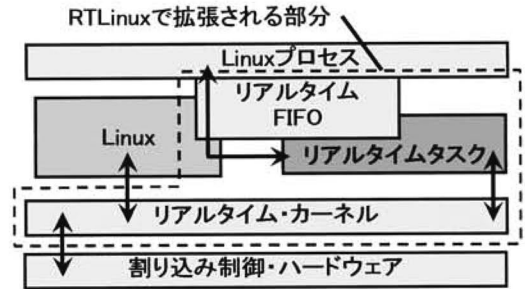 RTLinuxで拡張される部分
Linuxプロセス
リアルタイム
FIFO
Linux
リアルタイムタスク
リアルタイム・カーネル
割り込み制御・ハードウェア